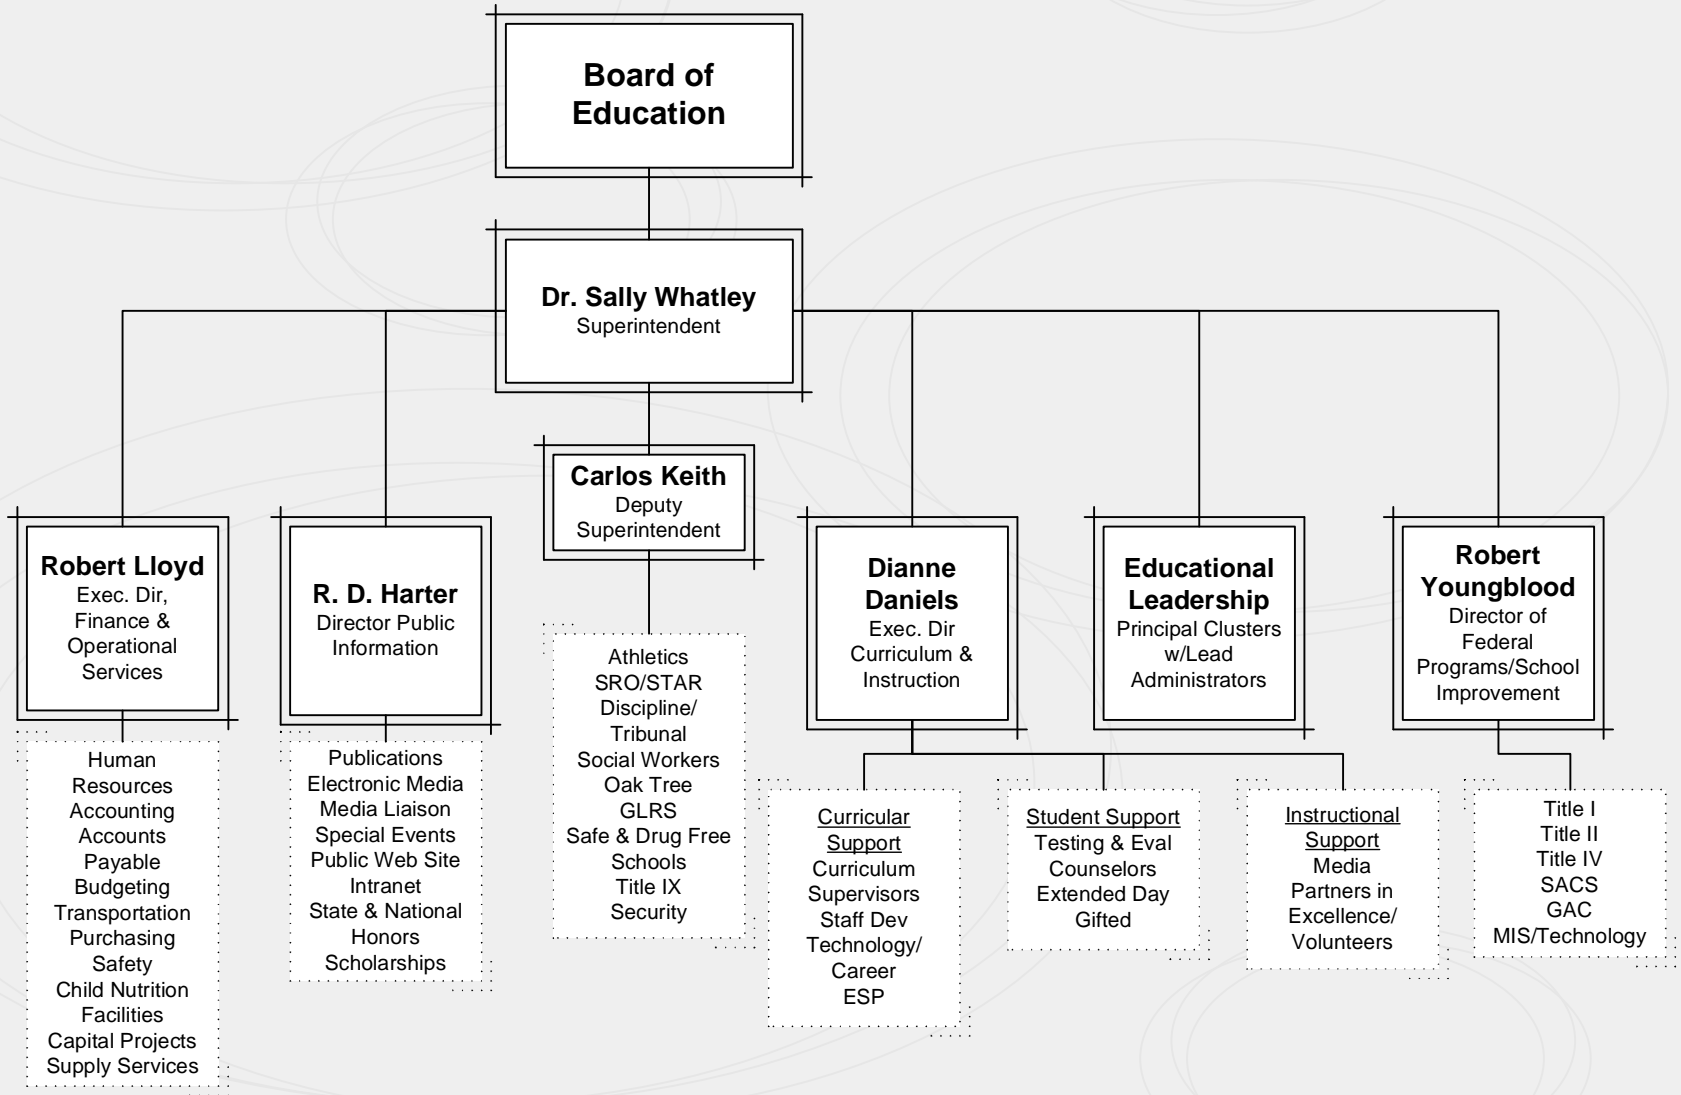 Board of
Education
Dr. Sally Whatley
Superintendent
Carlos Keith
Deputy
Superintendent
Robert Lloyd
Exec. Dir,
Finance &
Operational
Services
R. D. Harter
Director Public
Information
Dianne
Daniels
Exec. Dir
Curriculum &
Instruction
Educational
Leadership
Principal Clusters
w/Lead
Administrators
Robert
Youngblood
Director of
Federal
Programs/School
Improvement
Human
Resources
Accounting
Accounts
Payable
Budgeting
Transportation
Purchasing
Safety
Child Nutrition
Facilities
Capital Projects
Supply Services
Publications
Electronic Media
Media Liaison
Special Events
Public Web Site
Intranet
State & National
Honors
Scholarships
Athletics
SRO/STAR
Discipline/
Tribunal
Social Workers
Oak Tree
GLRS
Safe & Drug Free
Schools
Title IX
Security
Curricular
Support
Curriculum
Supervisors
Staff Dev
Technology/
Career
ESP
Student Support
Testing & Eval
Counselors
Extended Day
Gifted
Instructional
Support
Media
Partners in
Excellence/
Volunteers
Title I
Title II
Title IV
SACS
GAC
MIS/Technology